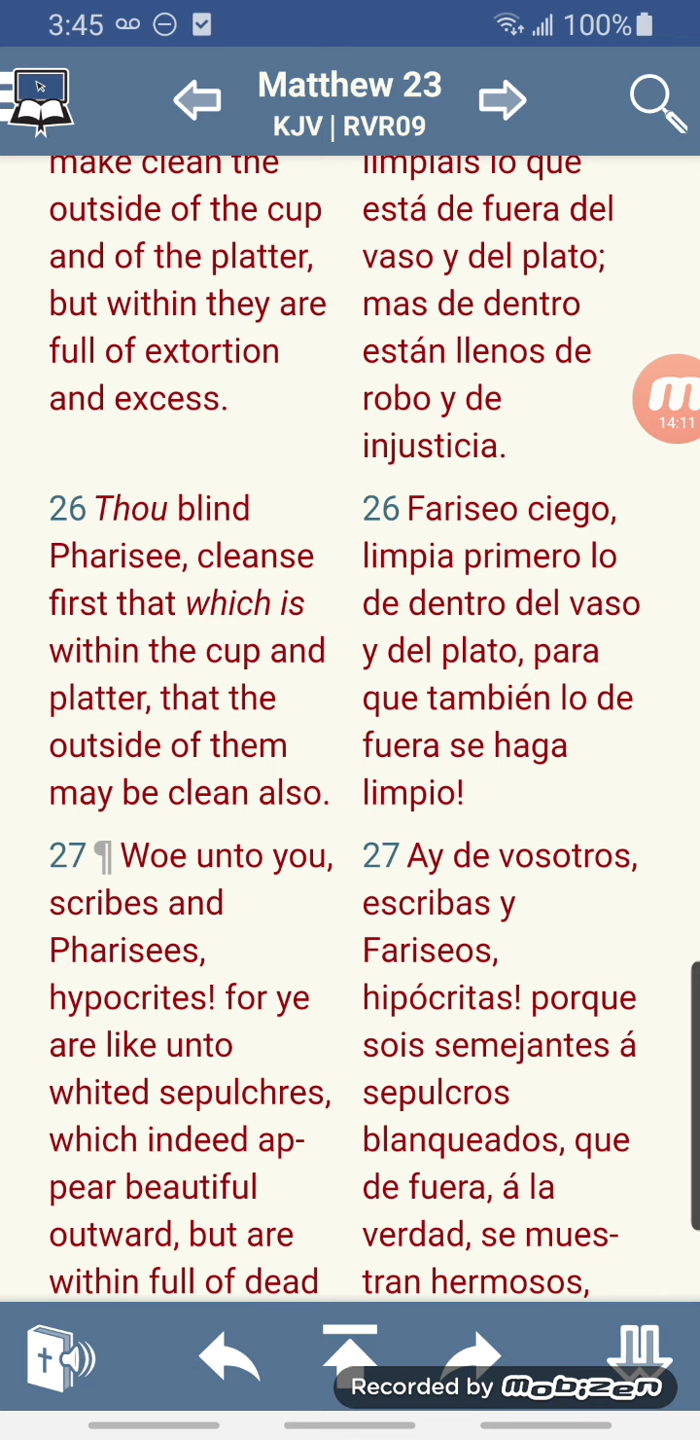 3:45
100%
Matthew 23
KJV | RVR09
make clean the
outside of the cup
and of the platter,
but within they are
full of extortion
and excess.
26 Thou blind
Pharisee, cleanse
first that which is
within the cup and
platter, that the
outside of them
may be clean also.
27 ¶ Woe unto you,
scribes and
Pharisees,
hypocrites! for ye
are like unto
whited sepulchres,
which indeed ap-
pear beautiful
outward, but are
within full of dead
limpiais lo que
está de fuera del
vaso y del plato;
mas de dentro
están llenos de
robo y de
injusticia.
26 Fariseo ciego,
limpia primero lo
de dentro del vaso
y del plato, para
que también lo de
fuera se haga
limpio!
27 Ay de vosotros,
escribas y
Fariseos,
hipócritas! porque
sois semejantes á
sepulcros
blanqueados, que
de fuera, á la
verdad, se mues-
tran hermosos,
m
14:11
Recorded by mobizen